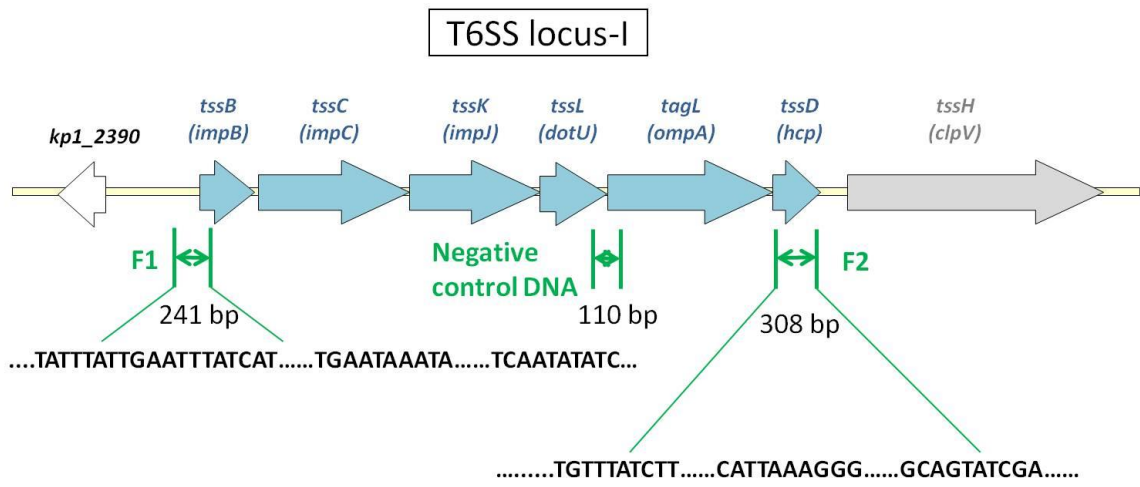 T6SS locus-I
tssB tssC tssK tssL tagL tssD tssH
(impB) (impC) (impJ) (dotU) (ompA) (hcp) (clpV)
kp1_2390
F1 Negative control DNA F2
241 bp 110 bp 308 bp
....TATTTATTGAATTTATCAT......TGAATAAATA......TCAATATATC...
.........TGTTTATCTT......CATTAAAGGG......GCAGTATCGA......